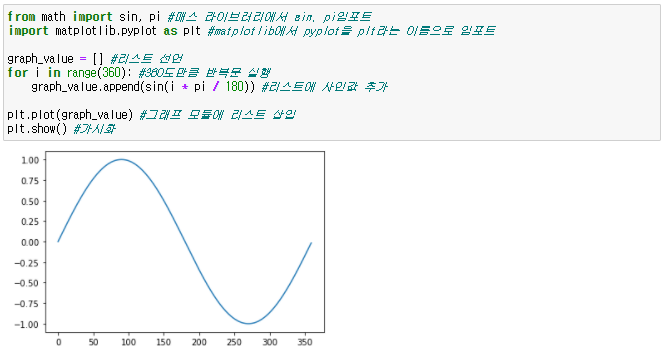 from math import sin, pi #매스 라이브러리에서 sin, pi임포트
import matplotlib.pyplot as plt #matplotlib에서 pyplot을 plt라는 이름으로 임포트
graph_value = [] #리스트 선언
for i in range(360): #360도만큼 반복문 실행
graph_value.append(sin(i * pi / 180)) #리스트에 사인값 추가
plt.plot(graph_value) #그래프 모듈에 리스트 삽입
plt.show() #가시화
1.00
0.75
0.50
0.25
0.00
−0.25
−0.50
−0.75
−1.00
0 50 100 150 200 250 300 350